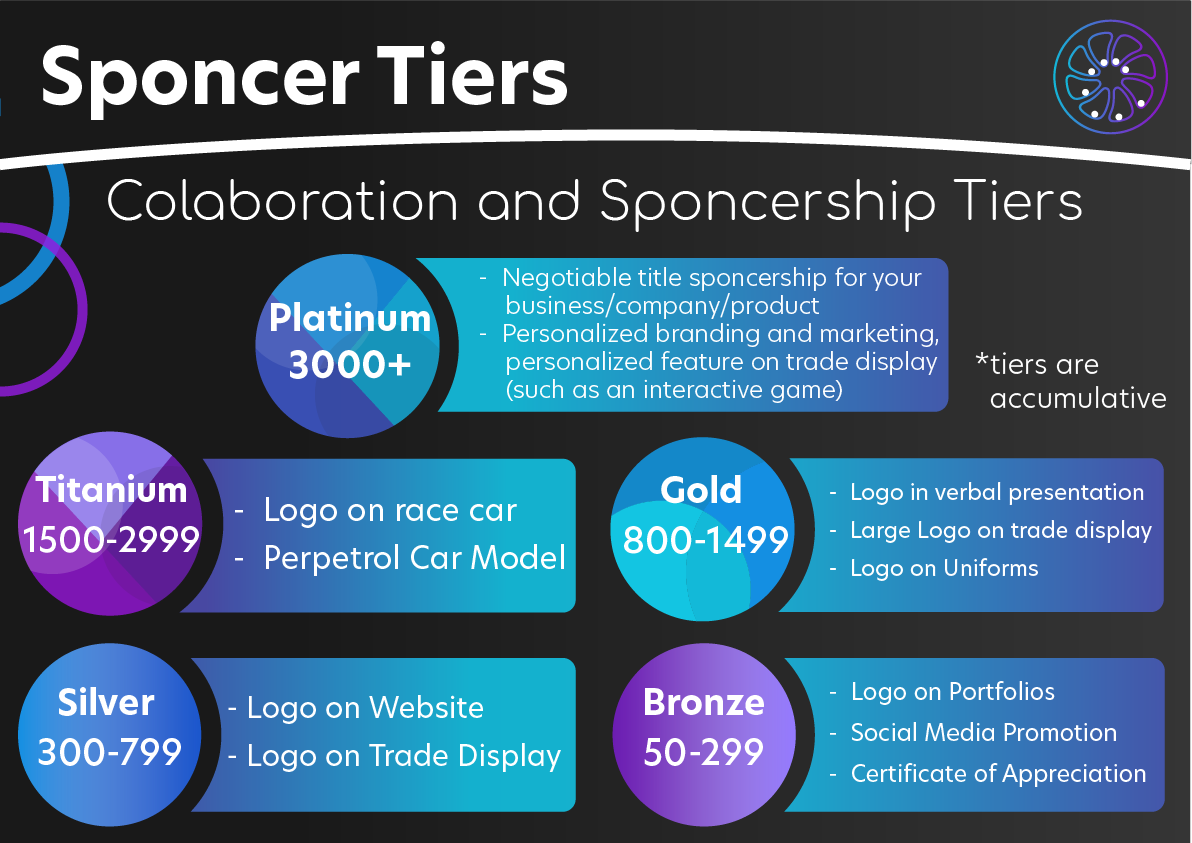 Sponcer Tiers
Colaboration and Sponcership Tiers
Platinum
3000+
- Negotiable title sponcership for your
business/company/product
- Personalized branding and marketing,
personalized feature on trade display
(such as an interactive game)
*tiers are
accumulative
Titanium
1500-2999
- Logo on race car
- Perpetrol Car Model
Gold
800-1499
- Logo in verbal presentation
- Large Logo on trade display
- Logo on Uniforms
Silver
300-799
- Logo on Website
- Logo on Trade Display
Bronze
50-299
- Logo on Portfolios
- Social Media Promotion
- Certificate of Appreciation